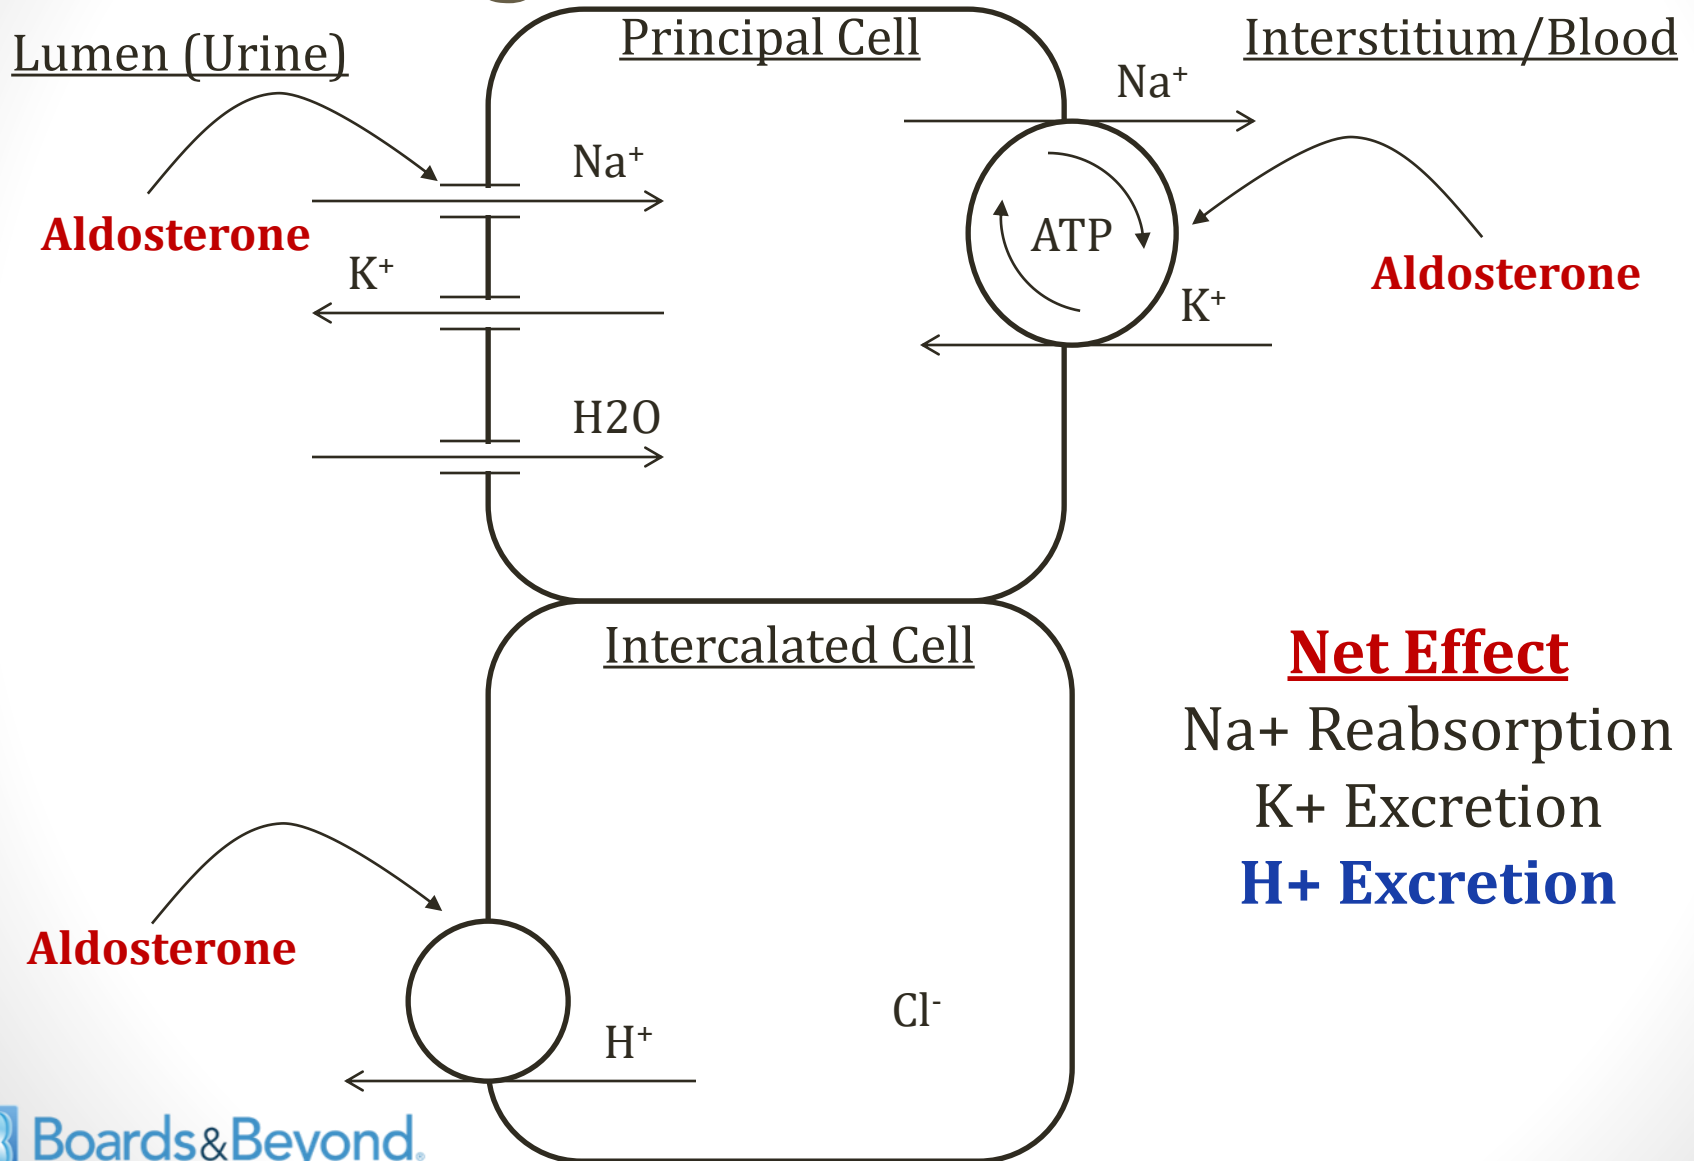 Lumen (Urine)
Principal Cell
Interstitium/Blood
Na⁺
Na⁺
Aldosterone
ATP
K⁺
Aldosterone
K⁺
H2O
Intercalated Cell
Net Effect
Na+ Reabsorption
K+ Excretion
H+ Excretion
Aldosterone
Cl⁻
H⁺
Boards&Beyond.